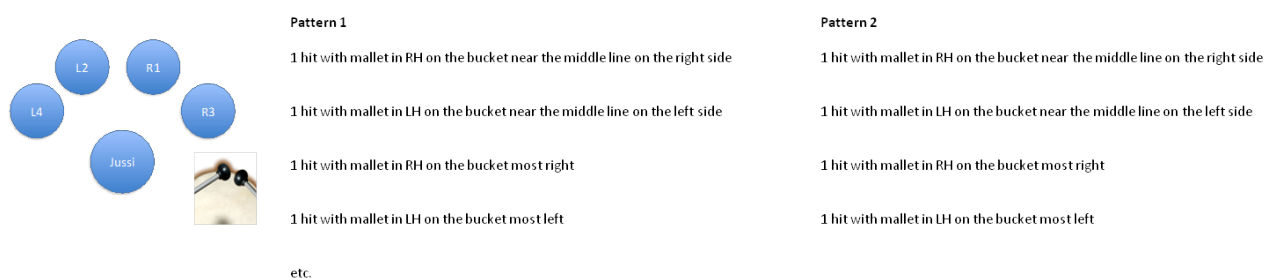 L2
R1
L4
R3
Jussi
Pattern 1
1 hit with mallet in RH on the bucket near the middle line on the right side
1 hit with mallet in LH on the bucket near the middle line on the left side
1 hit with mallet in RH on the bucket most right
1 hit with mallet in LH on the bucket most left
etc.
Pattern 2
1 hit with mallet in RH on the bucket near the middle line on the right side
1 hit with mallet in LH on the bucket near the middle line on the left side
1 hit with mallet in RH on the bucket most right
1 hit with mallet in LH on the bucket most left